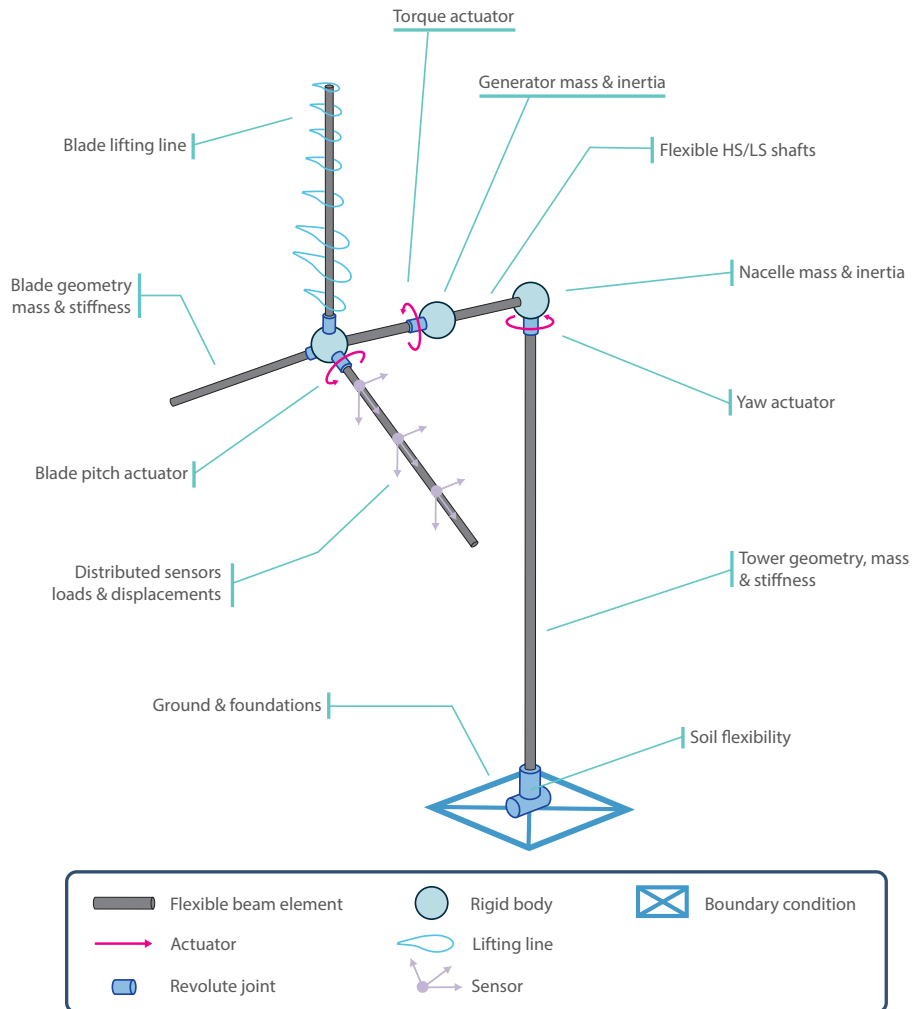 Torque actuator
Generator mass & inertia
Blade lifting line
Flexible HS/LS shafts
Blade geometry
mass & stiffness
Nacelle mass & inertia
Yaw actuator
Blade pitch actuator
Distributed sensors
loads & displacements
Tower geometry, mass
& stiffness
Ground & foundations
Soil flexibility
Flexible beam element
Rigid body
Boundary condition
Actuator
Lifting line
Revolute joint
Sensor